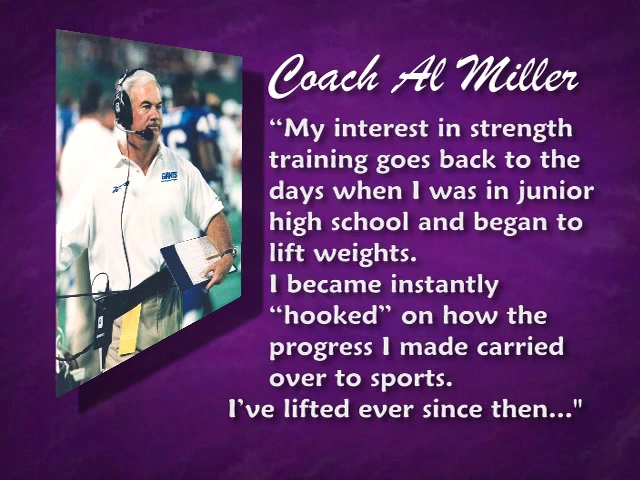 Coach Al Miller
“My interest in strength
training goes back to the
days when I was in junior
high school and began to
lift weights.
I became instantly
“hooked” on how the
progress I made carried
over to sports.
I’ve lifted ever since then..."
GIANTS